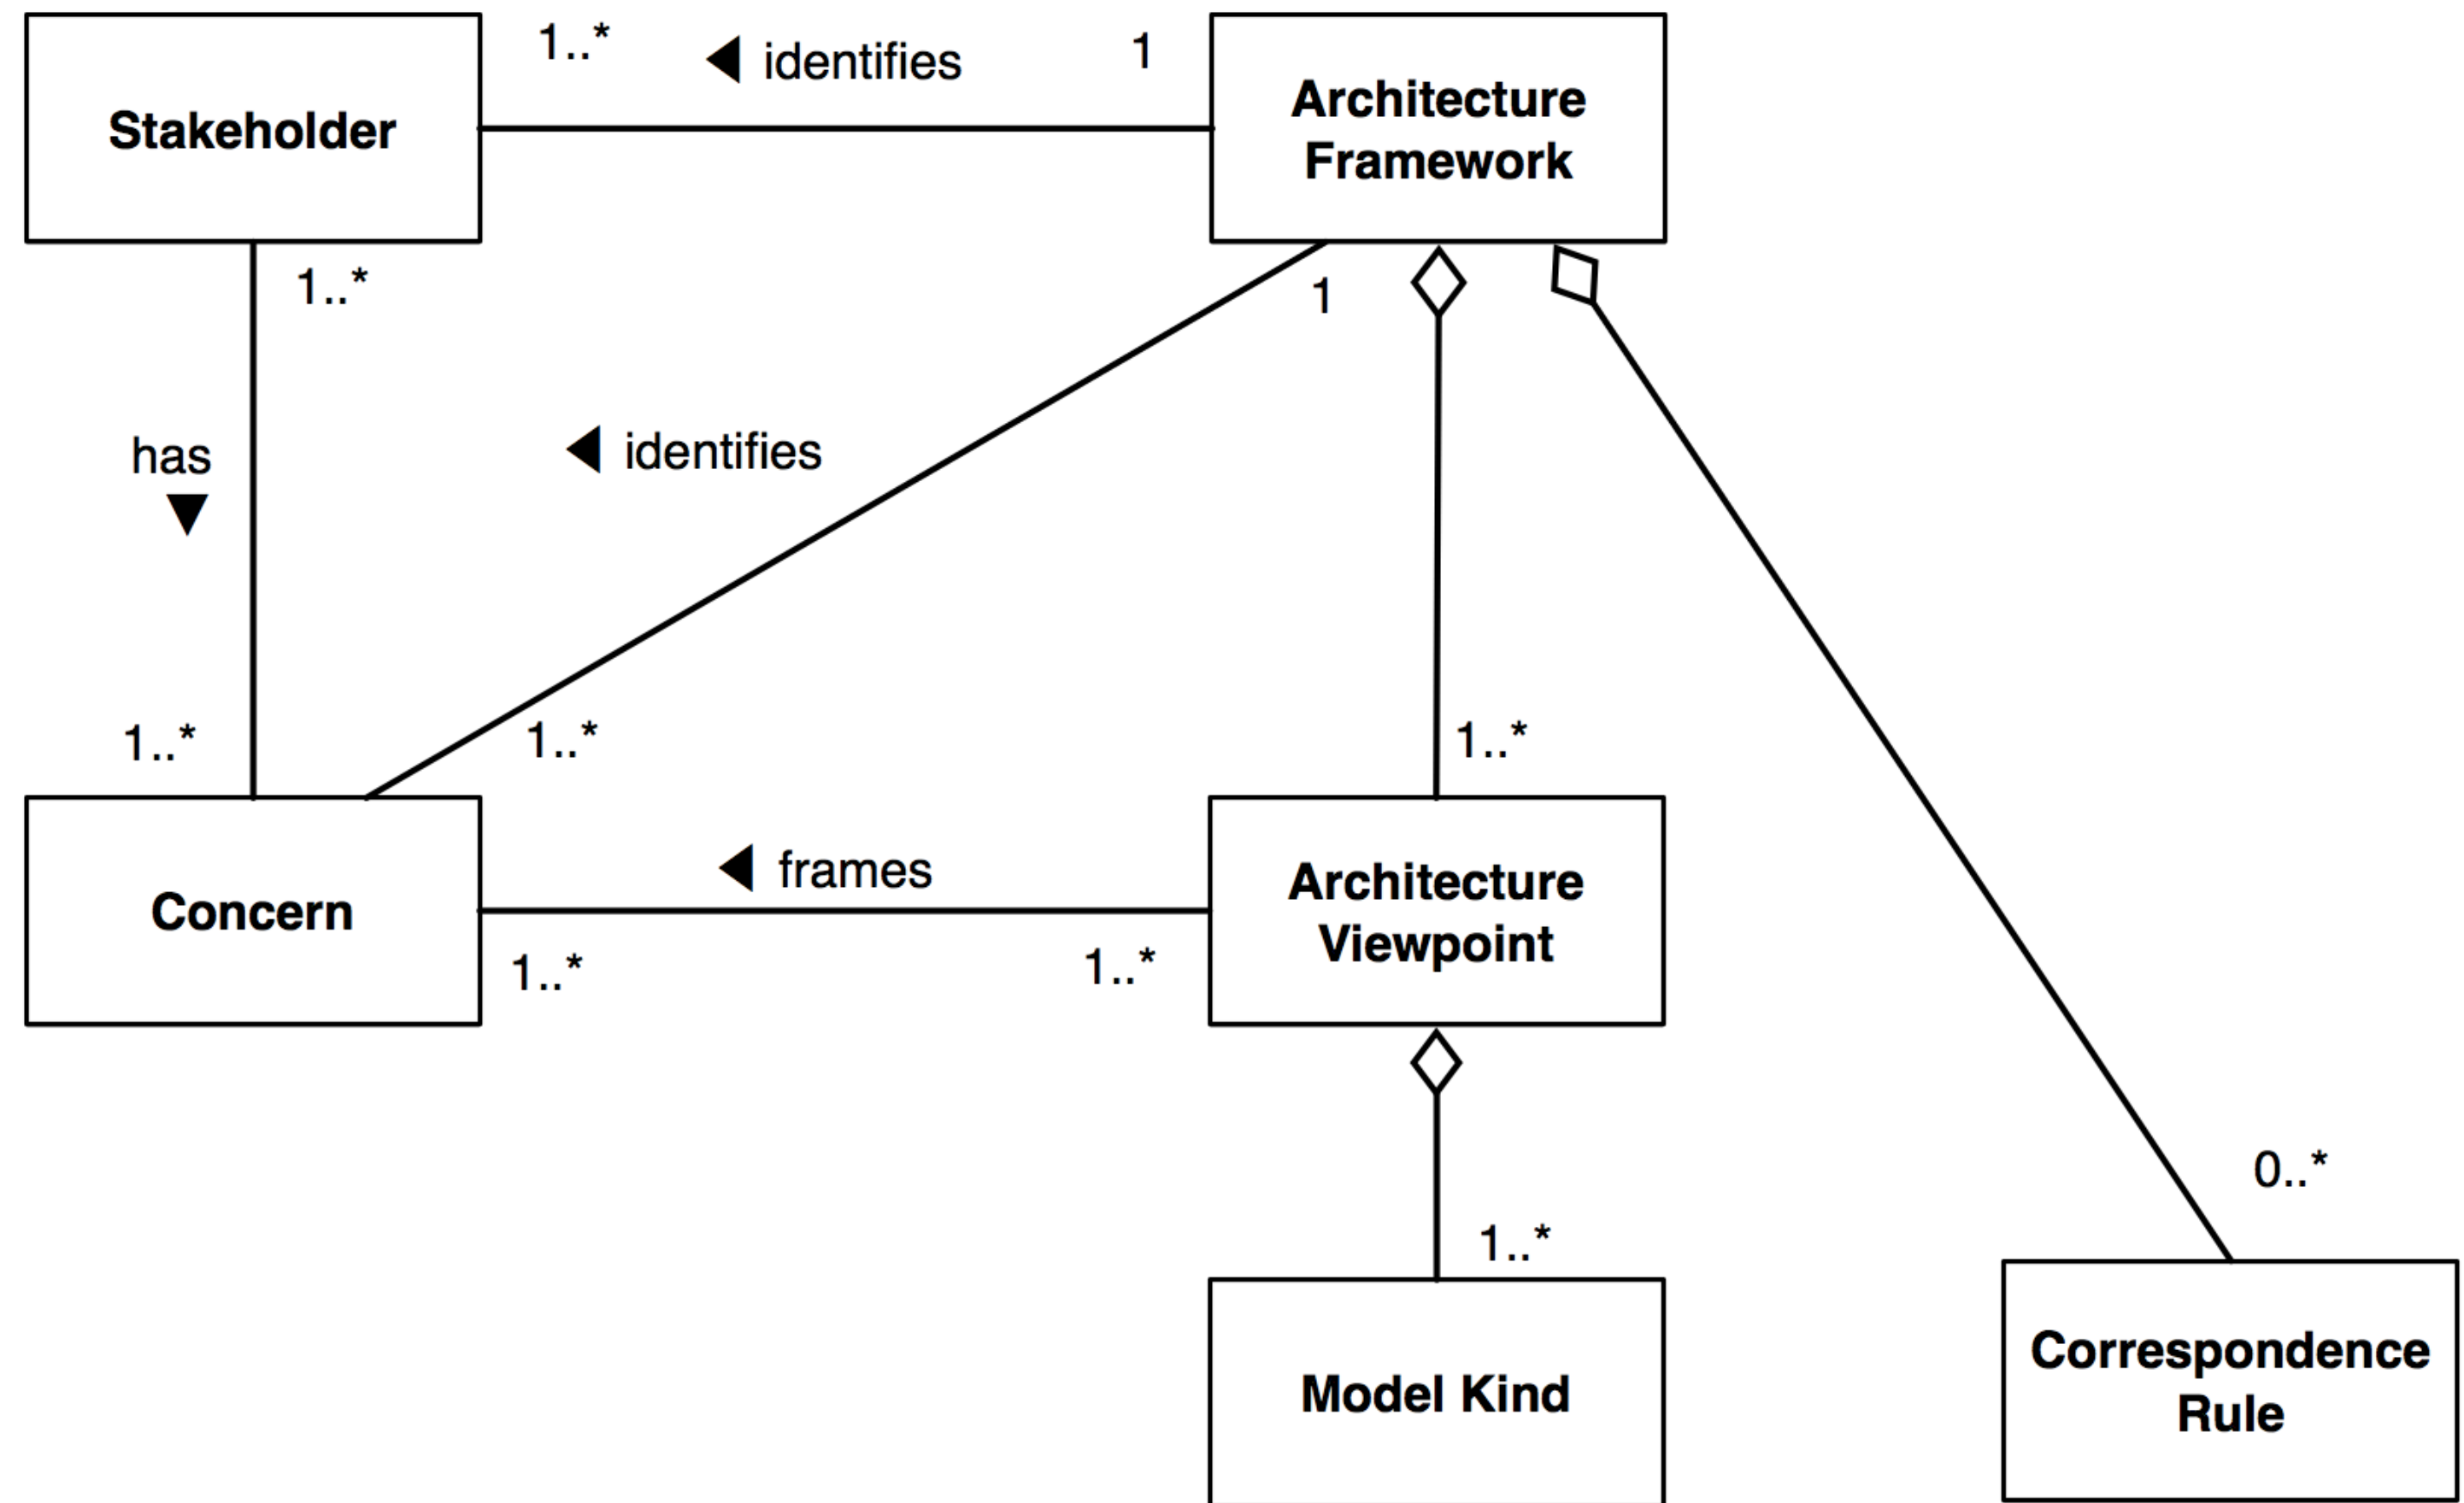 1..*
◀ identifies
1
Stakeholder
Architecture
Framework
1..*
1
has
▼
◀ identifies
1..*
1..*
1..*
◀ frames
Concern
Architecture
Viewpoint
1..*
1..*
0..*
1..*
Model Kind
Correspondence
Rule